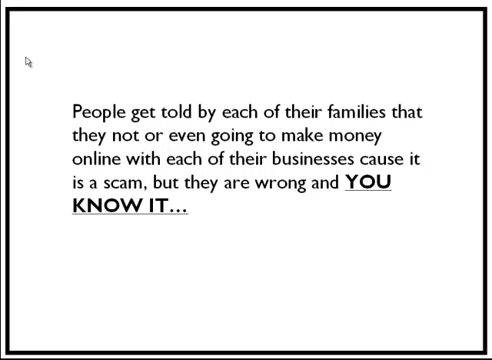 People get told by each of their families that
they not or even going to make money
online with each of their businesses cause it
is a scam, but they are wrong and YOU
KNOW IT...